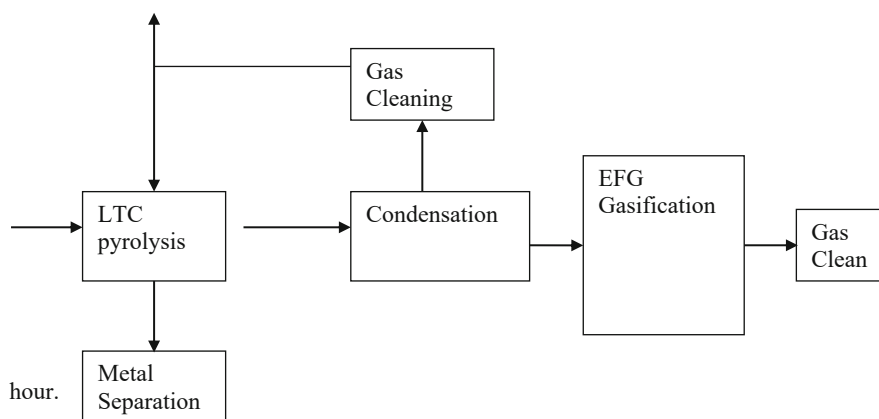 Gas
Cleaning
LTC
pyrolysis
Condensation
EFG
Gasification
Gas
Clean
hour.
Metal
Separation